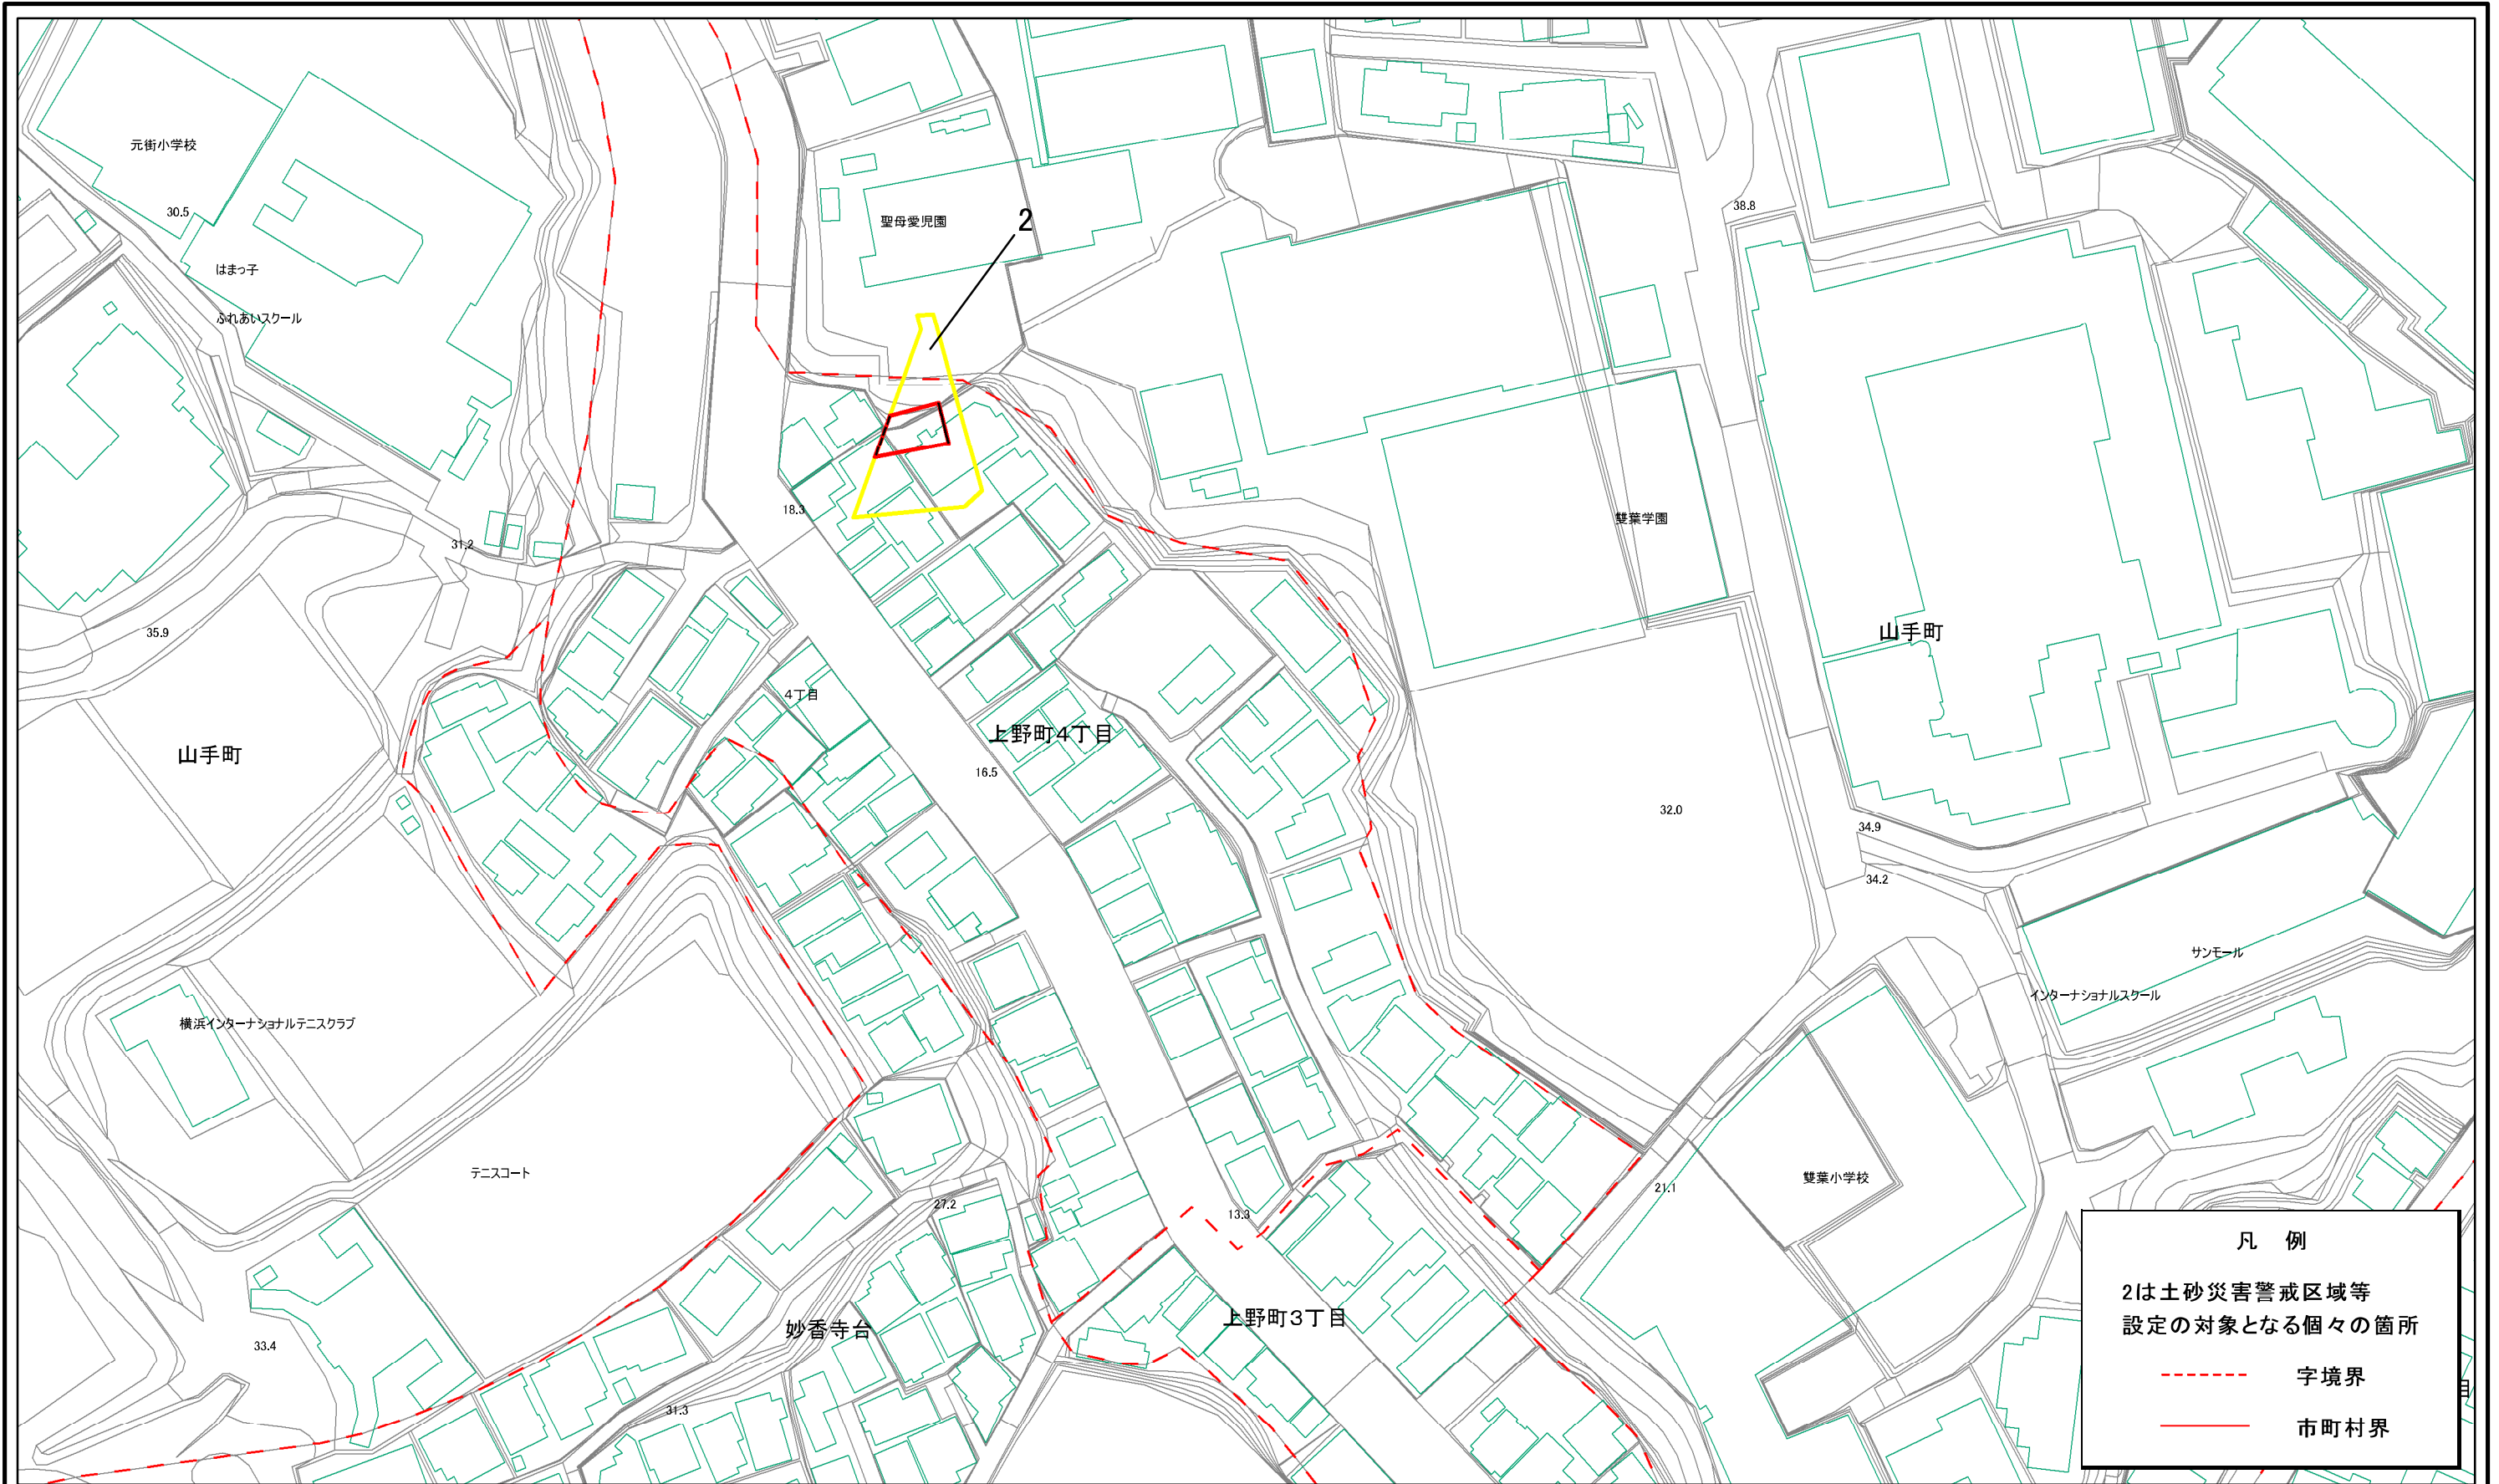 元街小学校
30.5
はまっ子
ふれあいスクール
聖母愛児園
2
38.8
18.3
31.2
35.9
雙葉学園
山手町
4丁目
上野町4丁目
山手町
16.5
32.0
34.9
34.2
サンモール
インターナショナルスクール
横浜インターナショナルテニスクラブ
テニスコート
27.2
13.3
21.1
雙葉小学校
33.4
妙香寺台
上野町3丁目
31.3
凡 例
2は土砂災害警戒区域等
設定の対象となる個々の箇所
字境界
市町村界
目